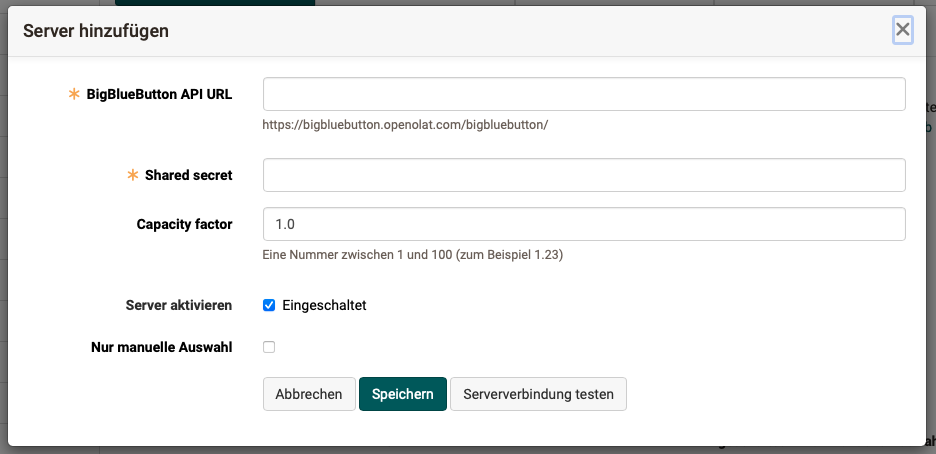 Server hinzufügen
BigBlueButton API URL
https://bigbluebutton.openolat.com/bigbluebutton/
Shared secret
Capacity factor
1.0
Eine Nummer zwischen 1 und 100 (zum Beispiel 1.23)
Server aktivieren
Eingeschaltet
Nur manuelle Auswahl
Abbrechen
Speichern
Serververbindung testen